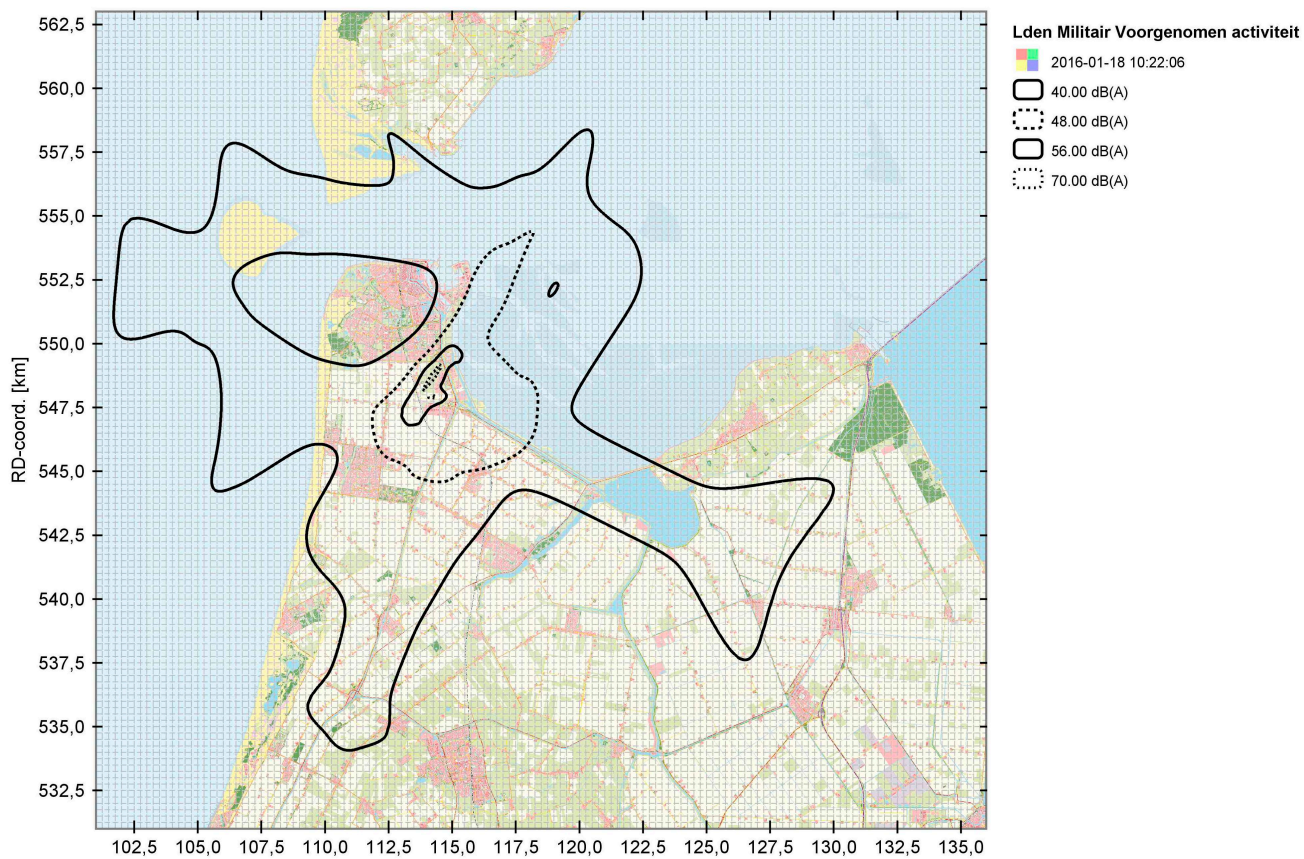 Lden Militair Voorgenomen activiteit
2016-01-18 10:22:06
40.00 dB(A)
48.00 dB(A)
56.00 dB(A)
70.00 dB(A)
RD-coord. [km]
562,5
560,0
557,5
555,0
552,5
550,0
547,5
545,0
542,5
540,0
537,5
535,0
532,5
102,5 105,0 107,5 110,0 112,5 115,0 117,5 120,0 122,5 125,0 127,5 130,0 132,5 135,0